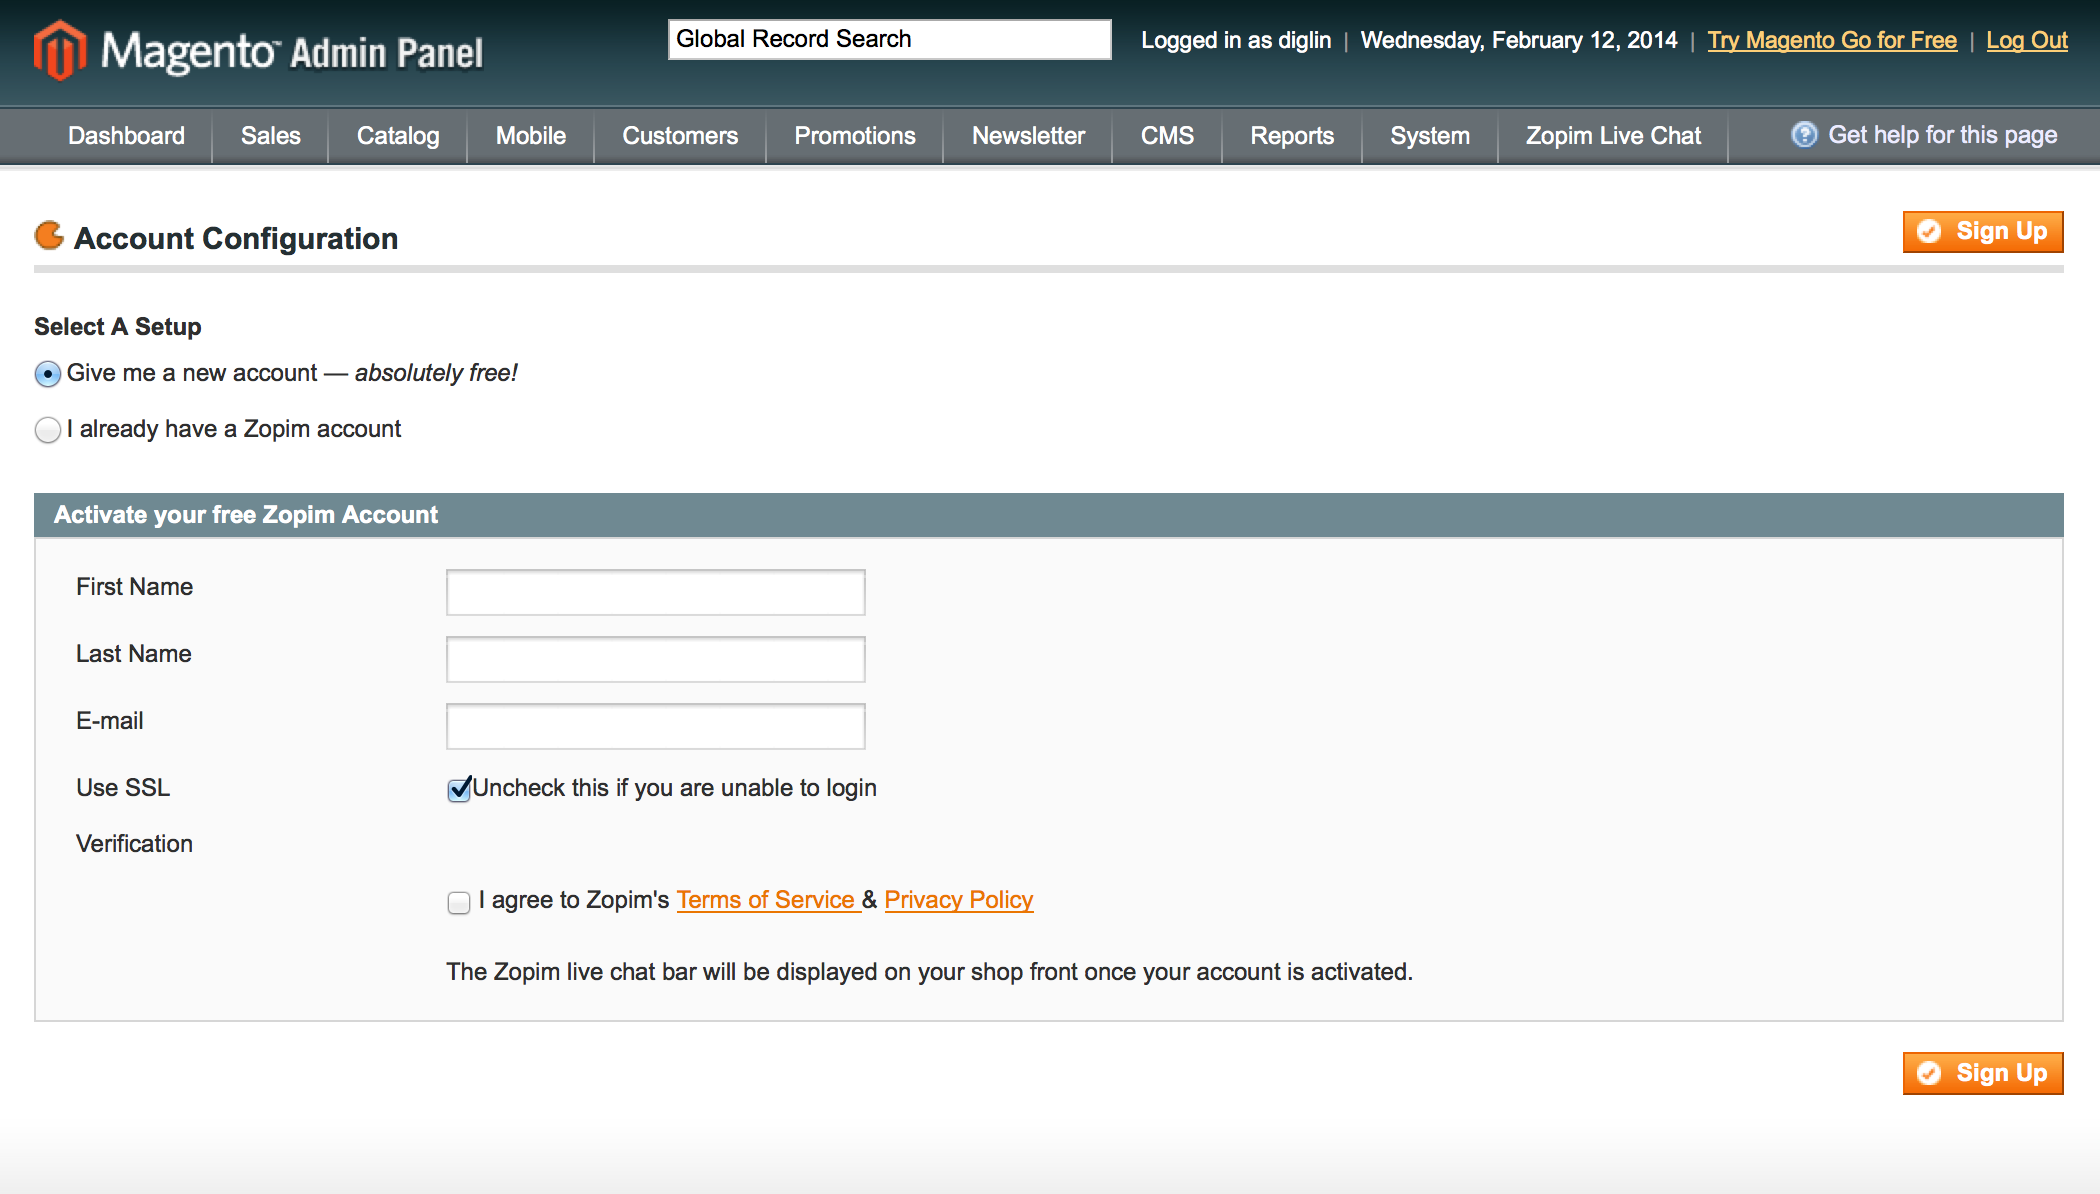 Magento™ Admin Panel
Global Record Search
Logged in as diglin | Wednesday, February 12, 2014 | Try Magento Go for Free | Log Out
Dashboard Sales Catalog Mobile Customers Promotions Newsletter CMS Reports System Zopim Live Chat Get help for this page
Account Configuration
Sign Up
Select A Setup
Give me a new account — absolutely free!
I already have a Zopim account
Activate your free Zopim Account
First Name
Last Name
E-mail
Use SSL Uncheck this if you are unable to login
Verification
I agree to Zopim's Terms of Service & Privacy Policy
The Zopim live chat bar will be displayed on your shop front once your account is activated.
Sign Up